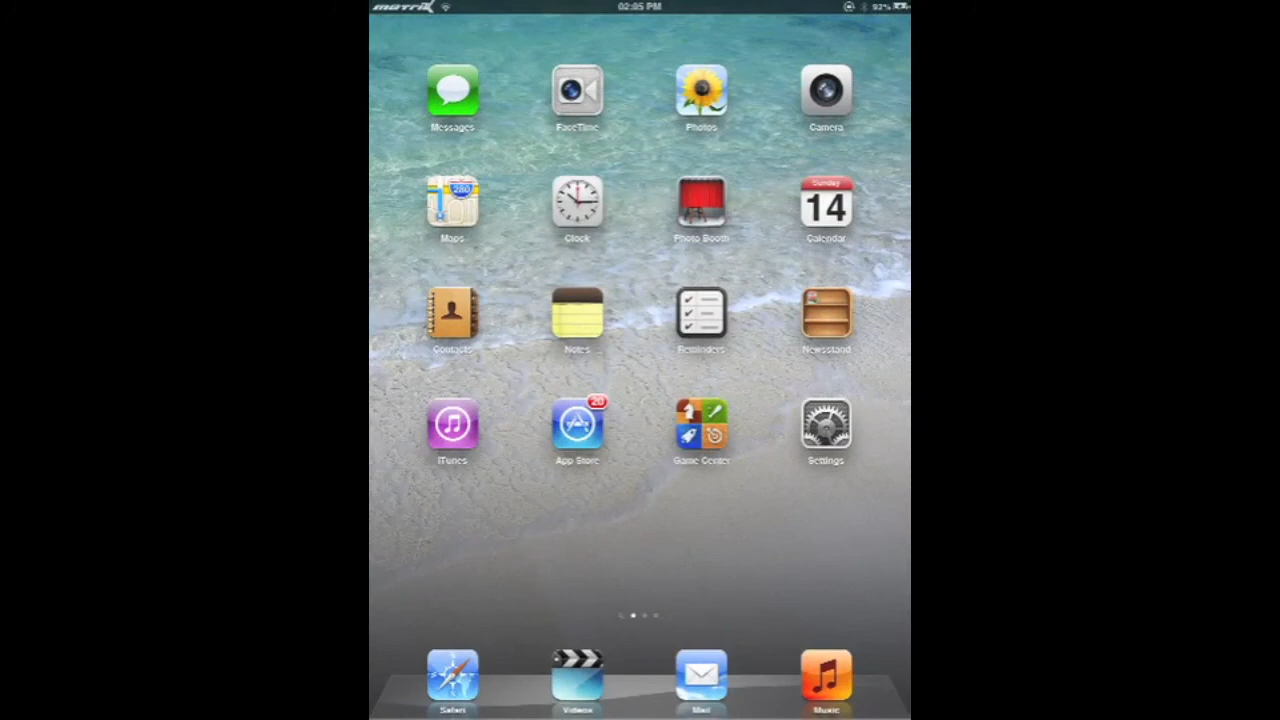 MATRIX 02:05 PM 92%
Messages FaceTime Photos Camera
280 Sunday
14
Maps Clock Photo Booth Calendar
Contacts Notes Reminders Newsstand
20
iTunes App Store Game Center Settings
Safari Videos Mail Music